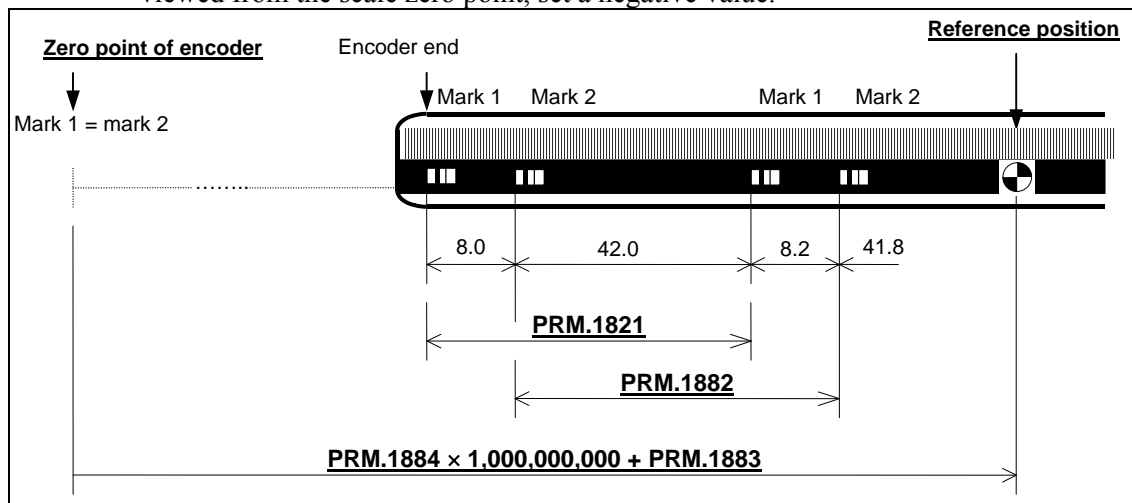 viewed from the scale zero point, set a negative value.
Zero point of encoder
Encoder end
Reference position
Mark 1 Mark 2 Mark 1 Mark 2
Mark 1 = mark 2
8.0 42.0 8.2 41.8
PRM.1821
PRM.1882
PRM.1884 × 1,000,000,000 + PRM.1883